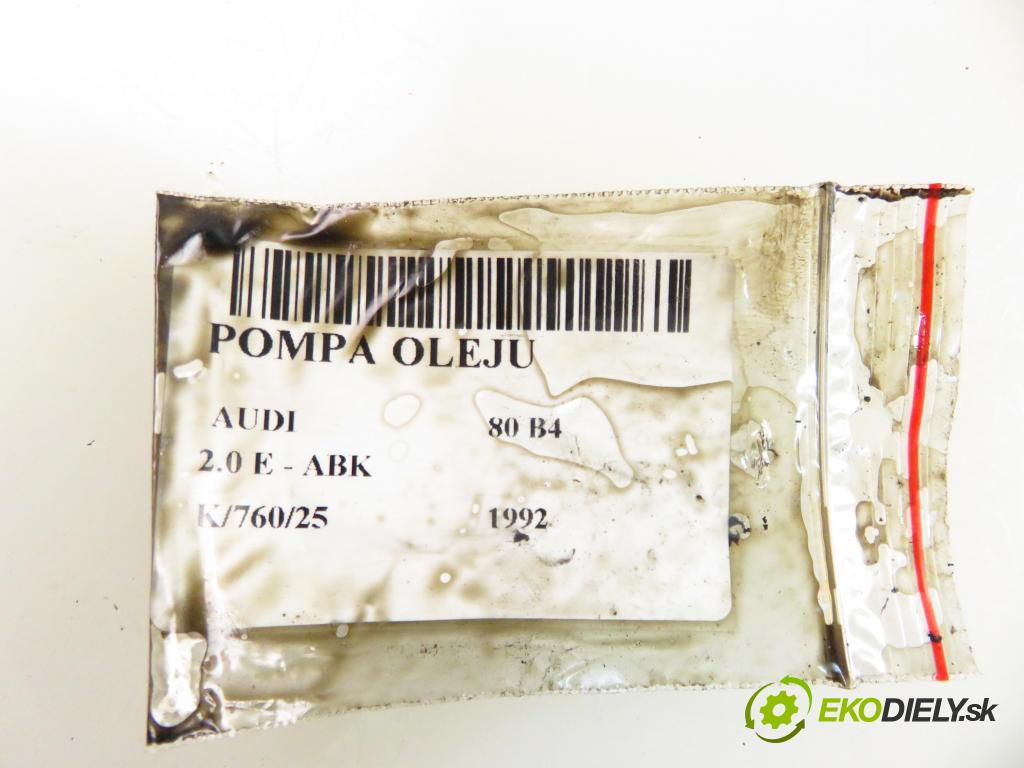 POMPA OLEJU
AUDI 80 B4
2.0 E - ABK
K/760/25 1992
EKODIELY.sk